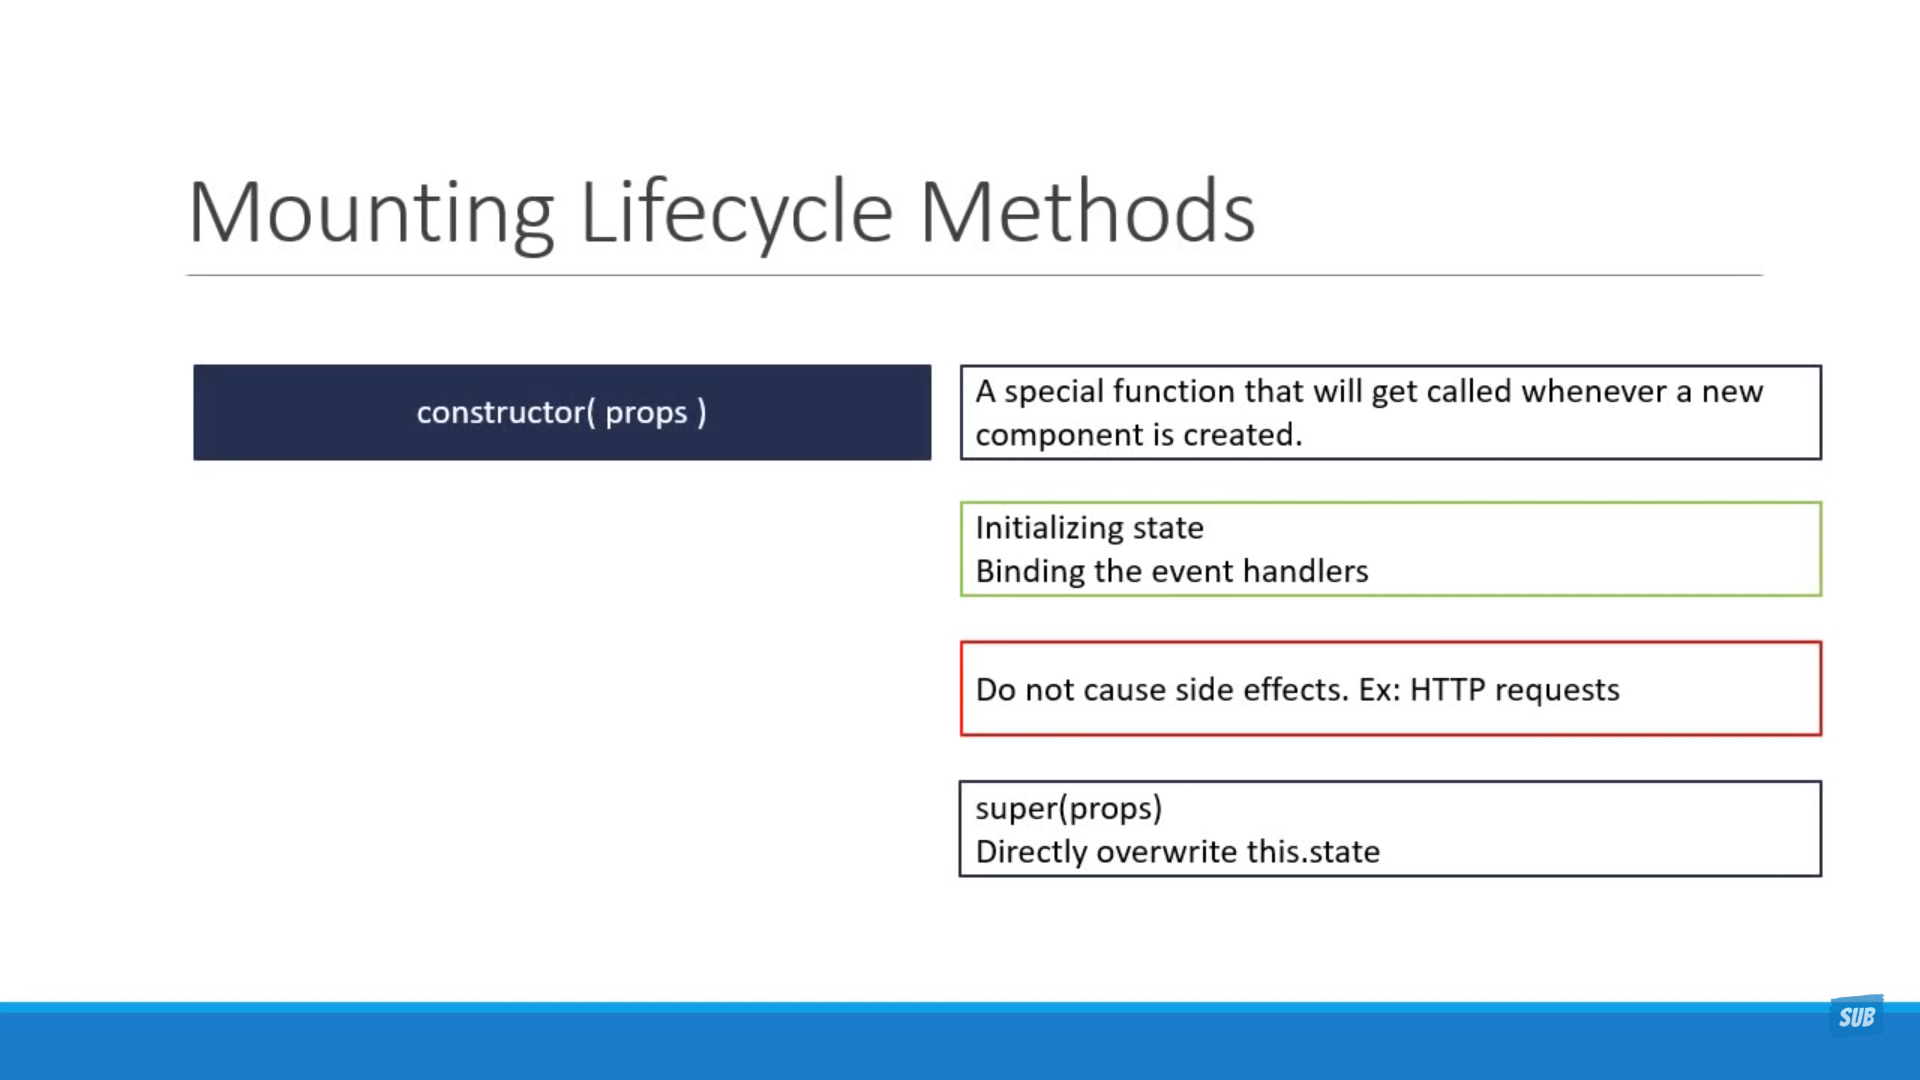 Mounting Lifecycle Methods
constructor( props )
A special function that will get called whenever a new
component is created.
Initializing state
Binding the event handlers
Do not cause side effects. Ex: HTTP requests
super(props)
Directly overwrite this.state
SUB